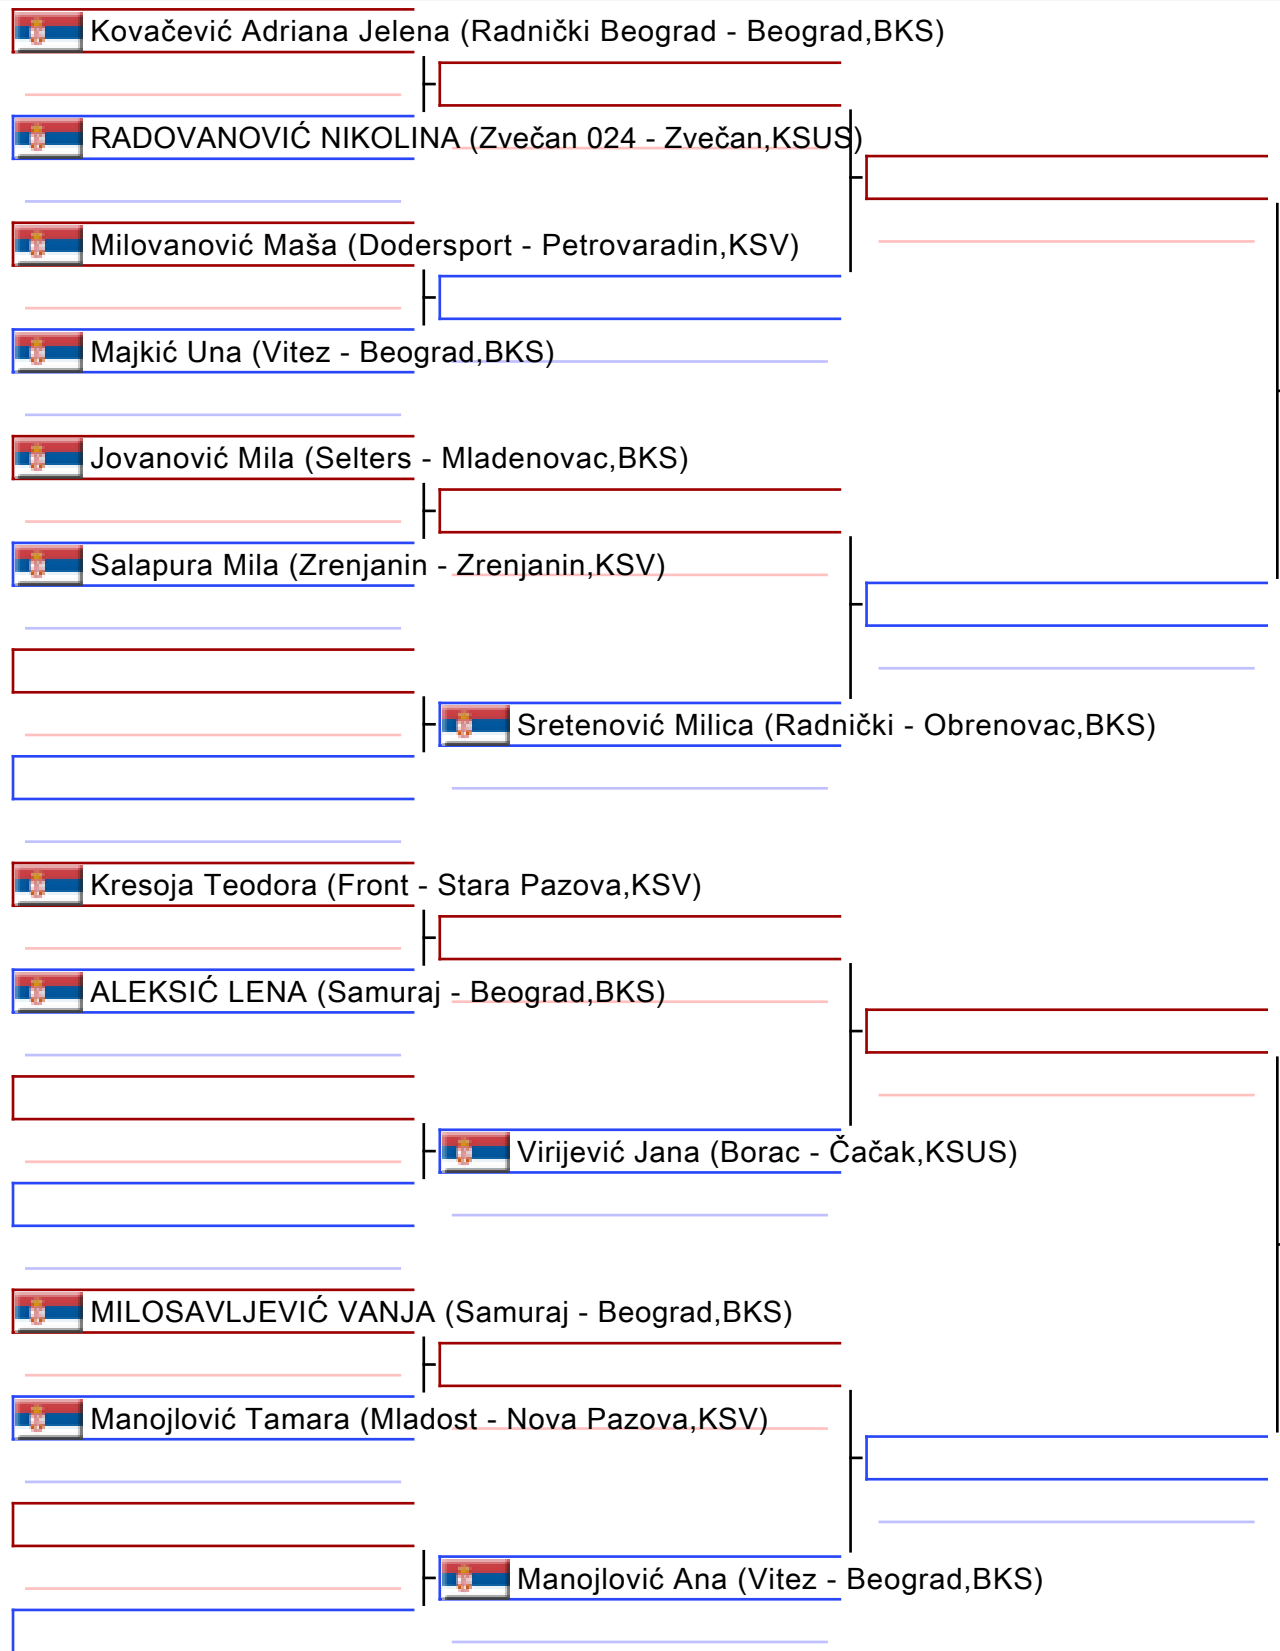 Kovačević Adriana Jelena (Radnički Beograd - Beograd,BKS)
RADOVANOVIĆ NIKOLINA (Zvečan 024 - Zvečan,KSUS)
Milovanović Maša (Dodersport - Petrovaradin,KSV)
Majkić Una (Vitez - Beograd,BKS)
Jovanović Mila (Selters - Mladenovac,BKS)
Salapura Mila (Zrenjanin - Zrenjanin,KSV)
Sretenović Milica (Radnički - Obrenovac,BKS)
Kresoja Teodora (Front - Stara Pazova,KSV)
ALEKSIĆ LENA (Samuraj - Beograd,BKS)
Virijević Jana (Borac - Čačak,KSUS)
MILOSAVLJEVIĆ VANJA (Samuraj - Beograd,BKS)
Manojlović Tamara (Mladost - Nova Pazova,KSV)
Manojlović Ana (Vitez - Beograd,BKS)